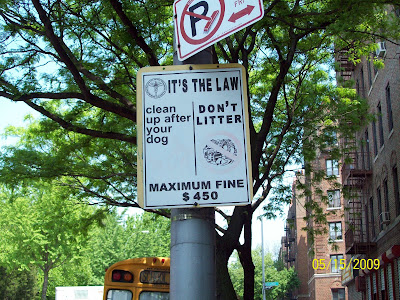 P
IT'S THE LAW
clean
up after
your
dog
DON'T
LITTER
MAXIMUM FINE
$450
05/15/2009